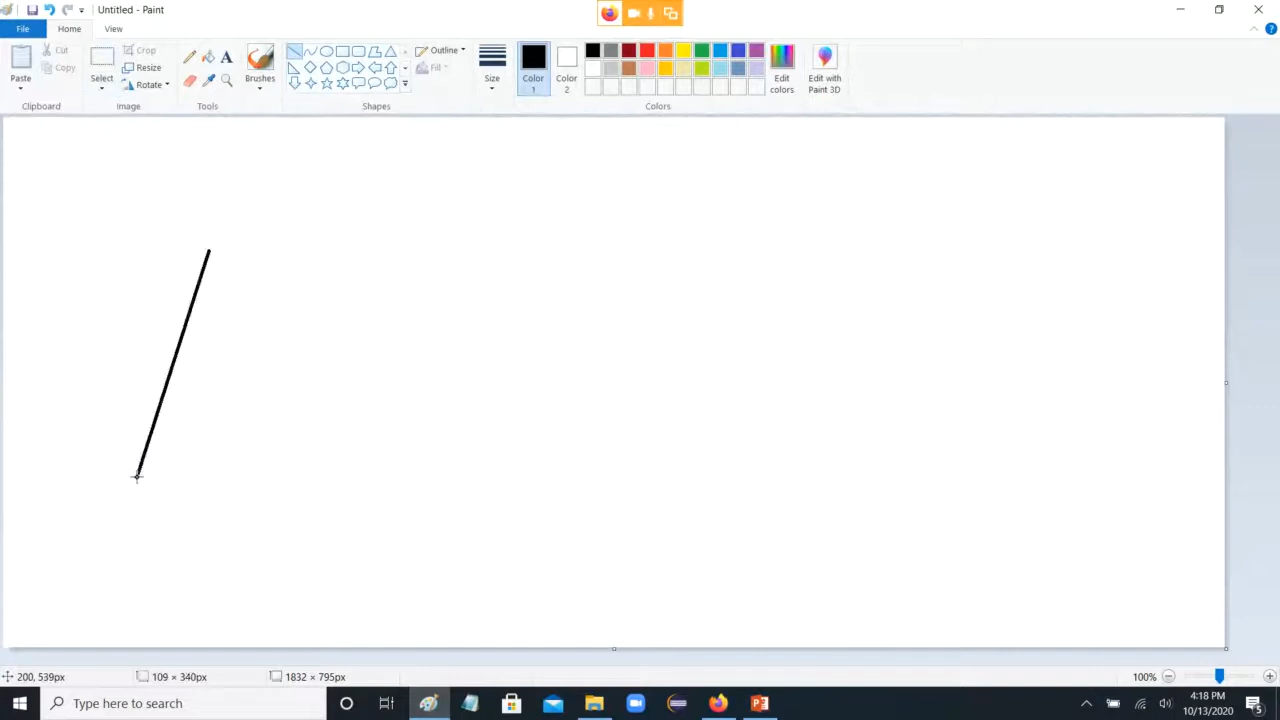 Untitled - Paint
File Home View
Paste
Cut
Copy
Clipboard
Select
Crop
Resize
Rotate
Image
A
Tools
Brushes
Shapes
Outline
Fill
Size
Color 1
Color 2
Colors
Edit colors
Edit with Paint 3D
200, 539px 109 × 340px 1832 × 795px 100%
Type here to search
4:18 PM
10/13/2020
5